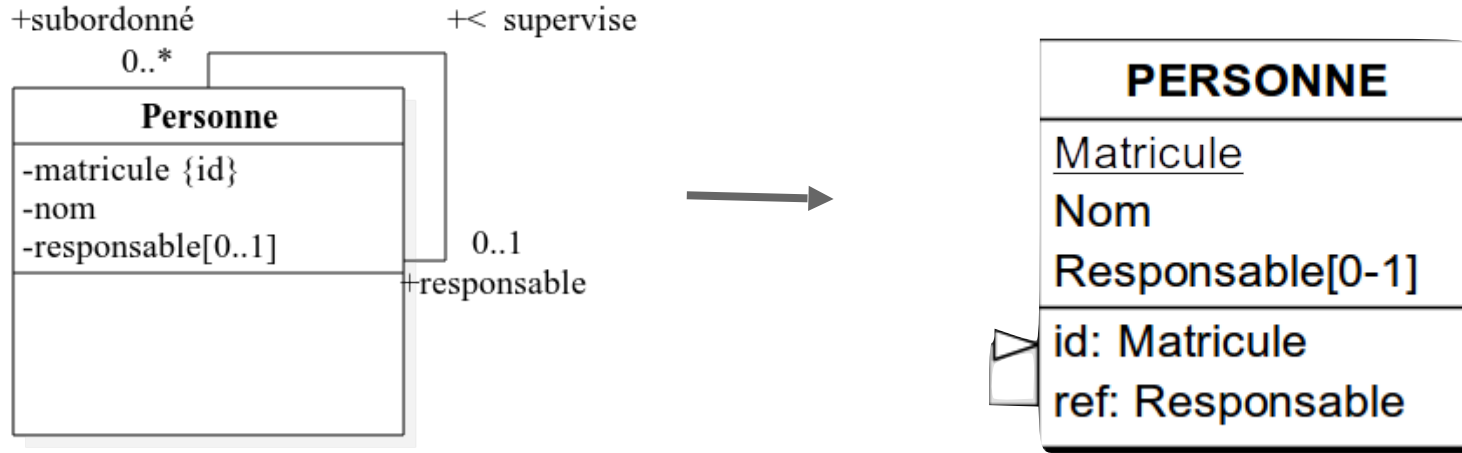 +subordonné
+< supervise
0..*
Personne
-matricule {id}
-nom
-responsable[0..1]
0..1
+responsable
PERSONNE
Matricule
Nom
Responsable[0-1]
id: Matricule
ref: Responsable